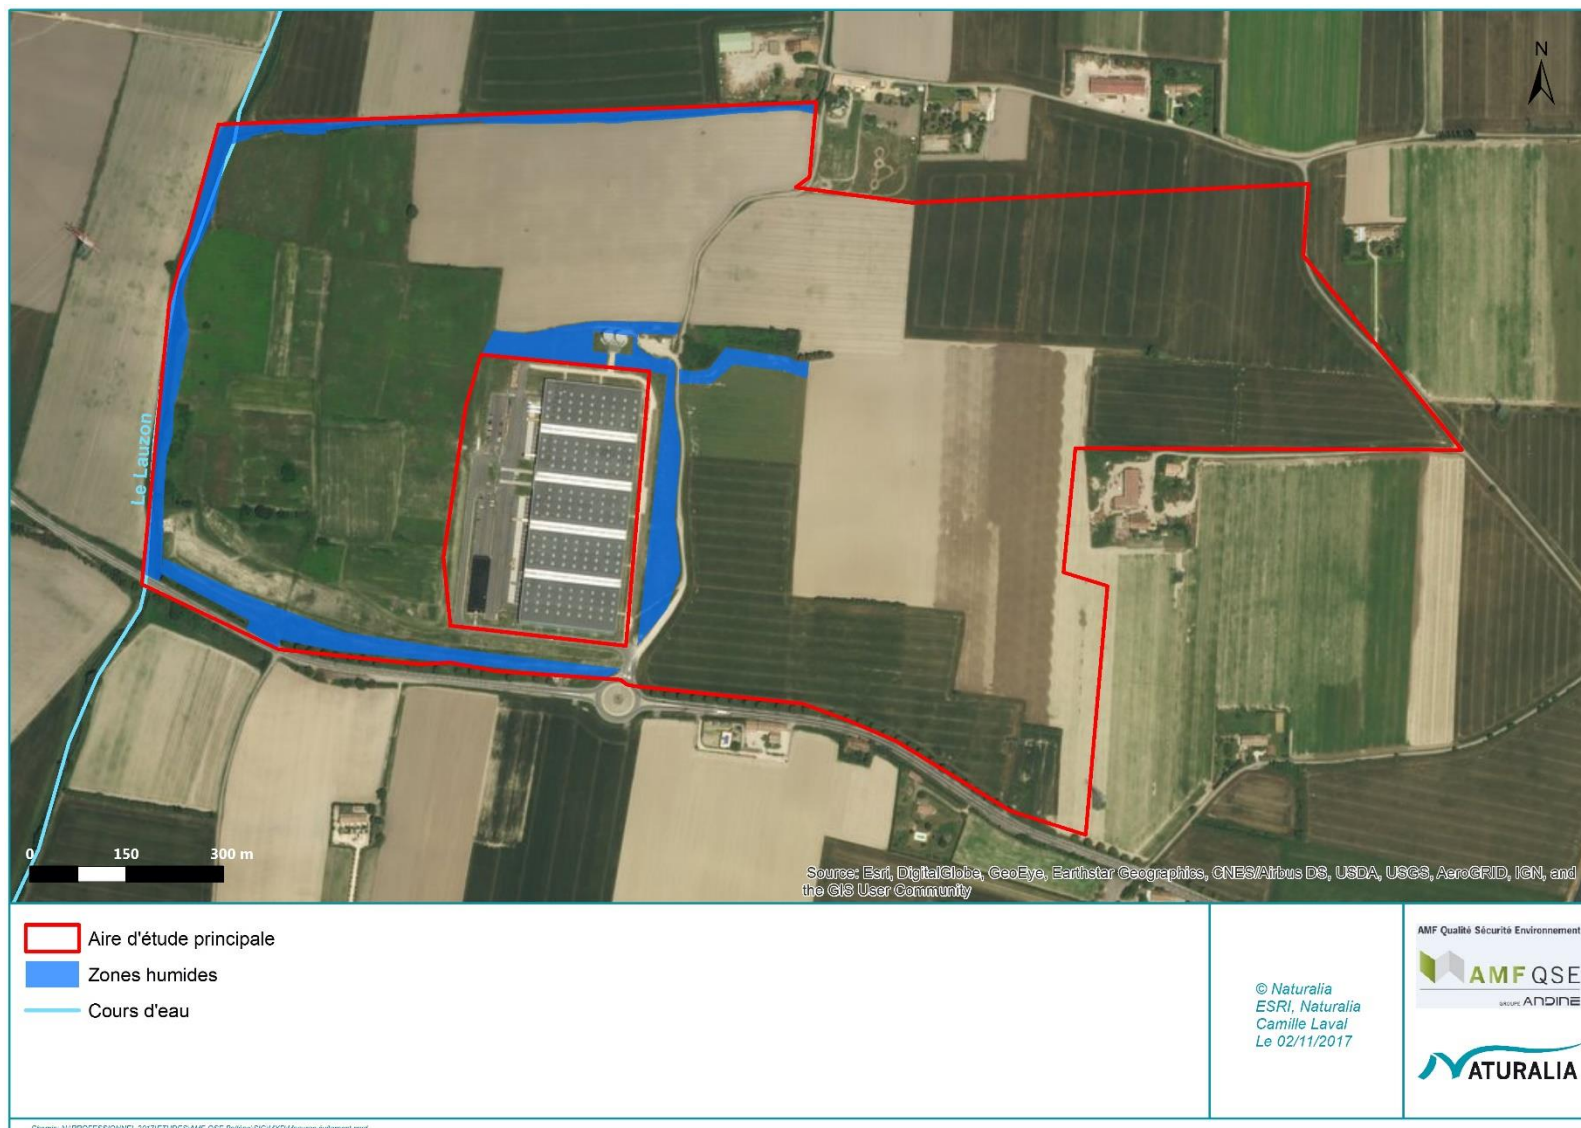 N
Le Lauzon
0 150 300 m
Source: Esri, DigitalGlobe, GeoEye, Earthstar Geographics, CNES/Airbus DS, USDA, USGS, AeroGRID, IGN, and
the GIS User Community
Aire d'étude principale
Zones humides
Cours d'eau
© Naturalia
ESRI, Naturalia
Camille Laval
Le 02/11/2017
AMF Qualité Sécurité Environnement
AMF QSE
GROUPE ANDINE
NATURALIA